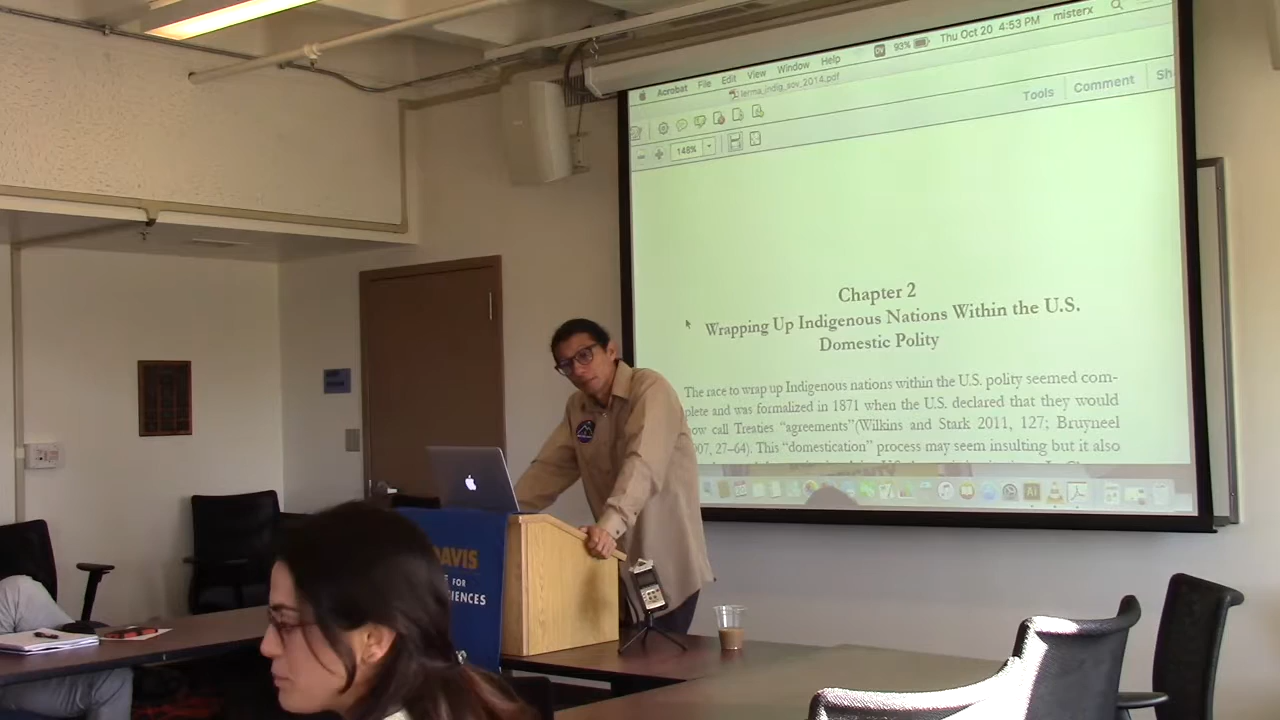 Acrobat File Edit View Window Help 93% Thu Oct 20 4:53 PM misterx
lerma_indig_sov_2014.pdf
Tools Comment Sh
148%
Chapter 2
Wrapping Up Indigenous Nations Within the U.S.
Domestic Polity
The race to wrap up Indigenous nations within the U.S. polity seemed com-
plete and was formalized in 1871 when the U.S. declared that they would
now call Treaties “agreements”(Wilkins and Stark 2011, 127; Bruyneel
07, 27–64). This “domestication” process may seem insulting but it also
DAVIS
FOR
IENCES